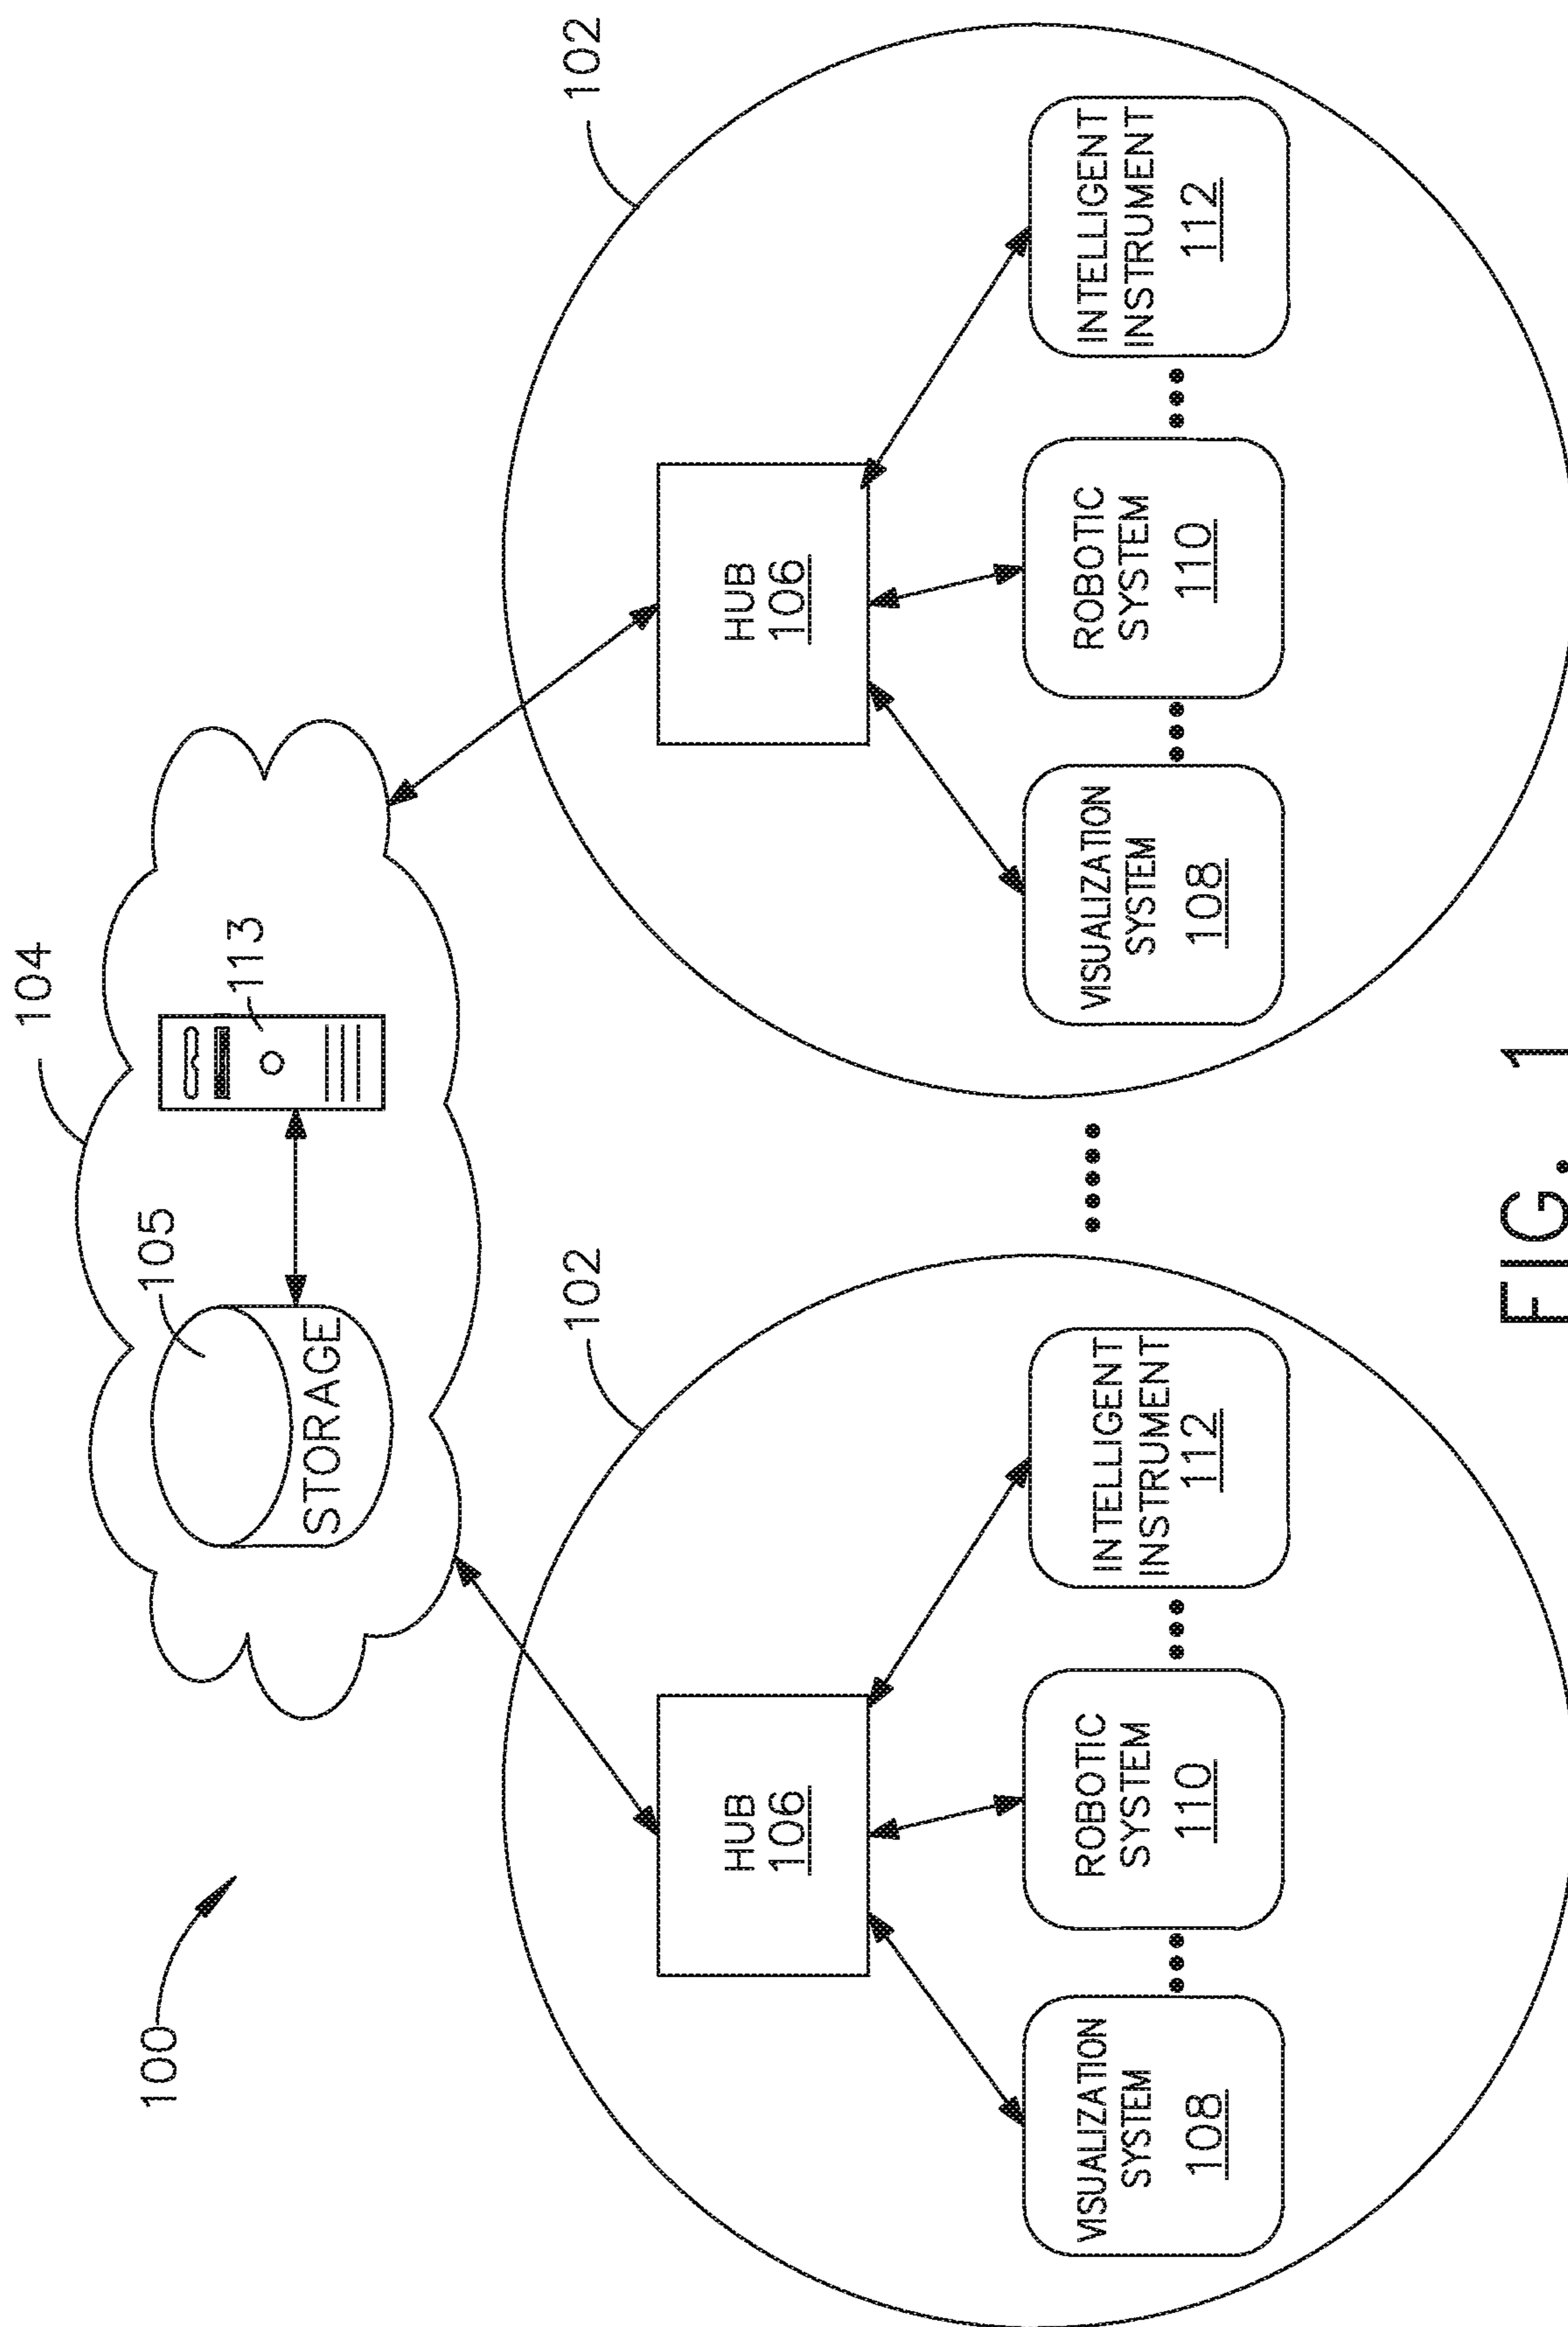 100
104
105
113
STORAGE
102
HUB
106
VISUALIZATION
SYSTEM
108
ROBOTIC
SYSTEM
110
INTELLIGENT
INSTRUMENT
112
102
HUB
106
VISUALIZATION
SYSTEM
108
ROBOTIC
SYSTEM
110
INTELLIGENT
INSTRUMENT
112
FIG. 1